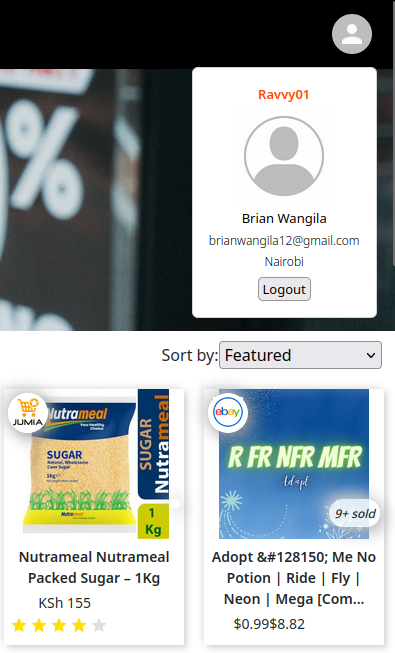 Ravvy01
Brian Wangila
brianwangila12@gmail.com
Nairobi
Logout
%
Sort by: Featured
JUMIA
Nutrameal
Your Healthy Choice
SUGAR
Natural, Wholesome
Cane Sugar
1kg
Nutrameal
SUGAR
Nutrameal
1
Kg
Nutrameal Nutrameal
Packed Sugar – 1Kg
KSh 155
ebay
R FR NFR MFR
Adopt
9+ sold
Adopt &#128150; Me No
Potion | Ride | Fly |
Neon | Mega [Com...
$0.99$8.82